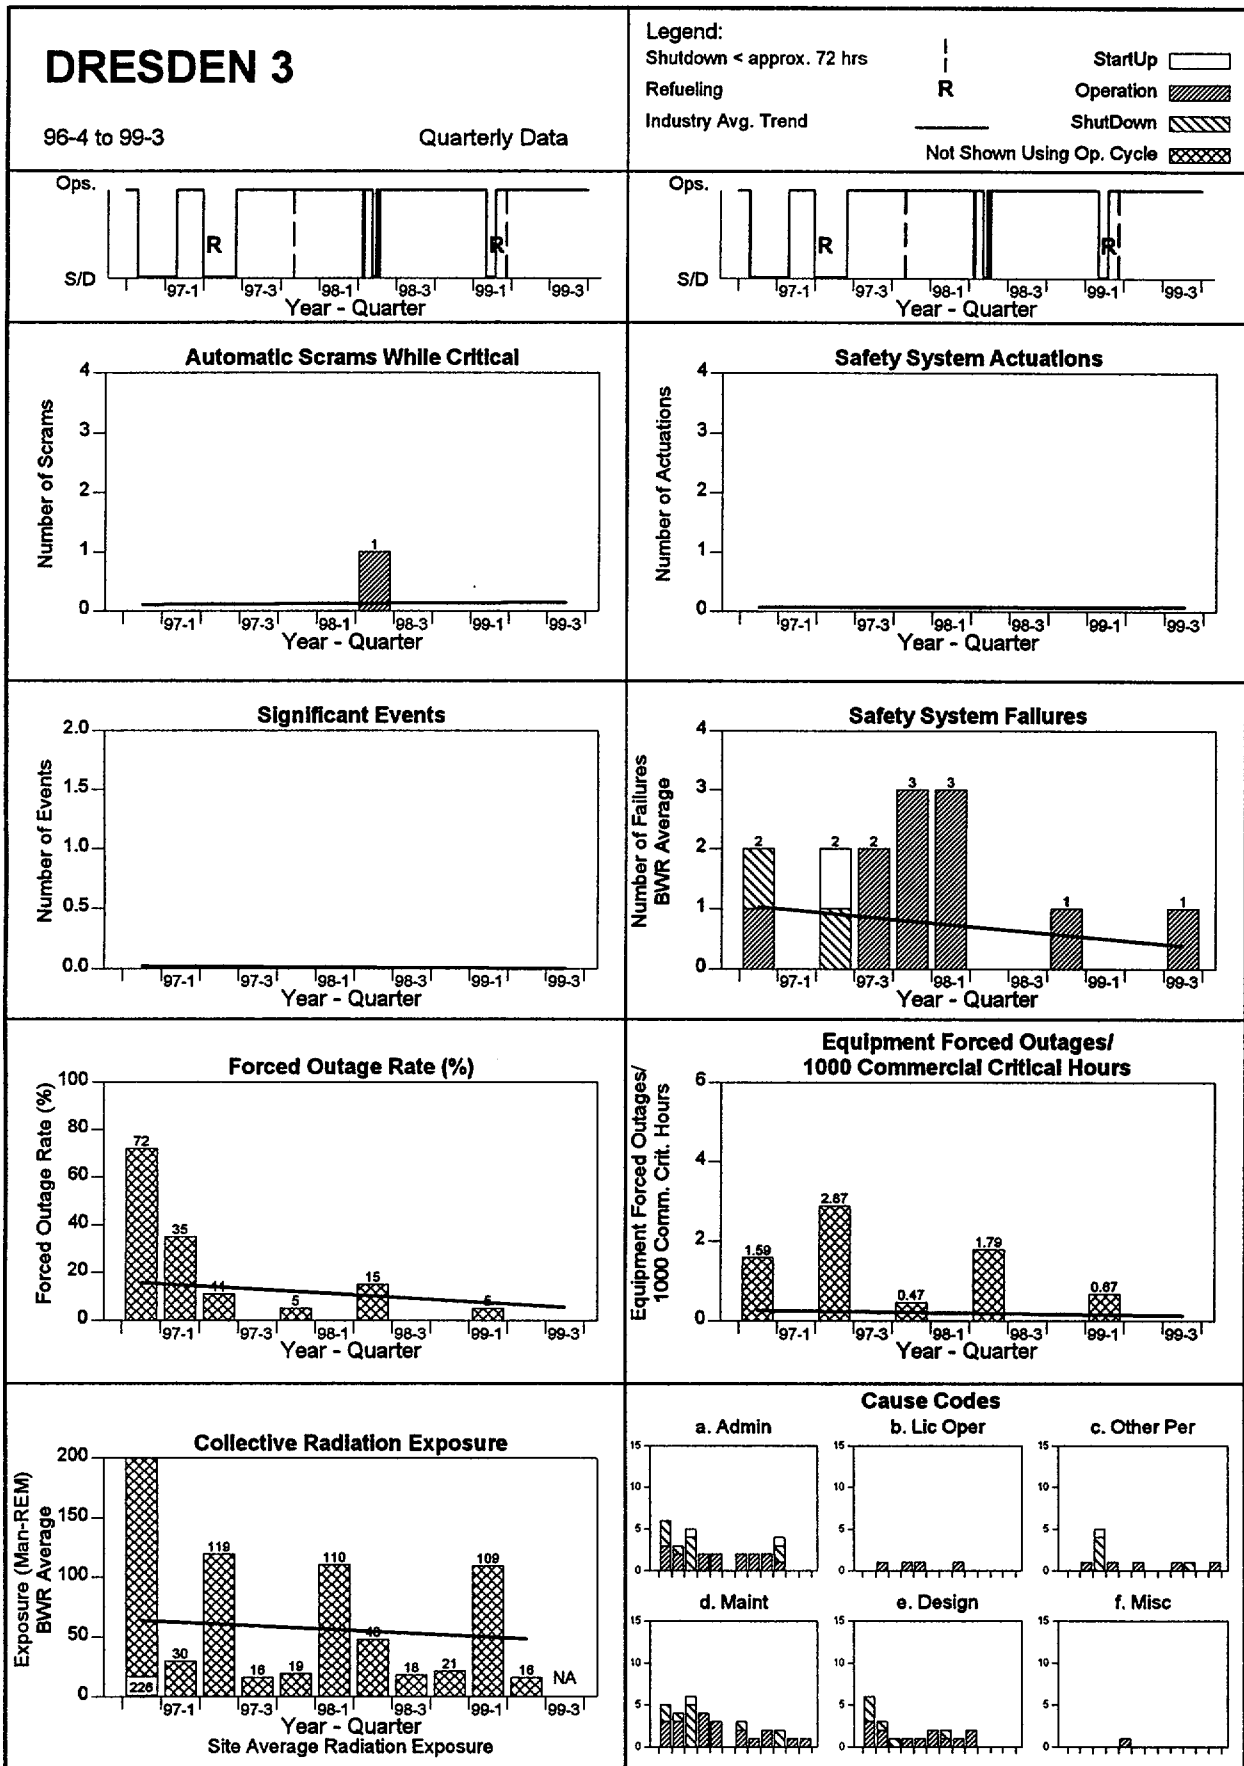 DRESDEN 3
96-4 to 99-3 Quarterly Data
Legend:
Shutdown < approx. 72 hrs
Refueling R
Industry Avg. Trend
StartUp
Operation
ShutDown
Not Shown Using Op. Cycle
Ops.
R R
S/D
97-1 97-3 98-1 98-3 99-1 99-3
Year - Quarter
Ops.
R R
S/D
97-1 97-3 98-1 98-3 99-1 99-3
Year - Quarter
Automatic Scrams While Critical
Number of Scrams
4
3
2
1
0
1
97-1 97-3 98-1 98-3 99-1 99-3
Year - Quarter
Safety System Actuations
Number of Actuations
4
3
2
1
0
97-1 97-3 98-1 98-3 99-1 99-3
Year - Quarter
Significant Events
Number of Events
2.0
1.5
1.0
0.5
0.0
97-1 97-3 98-1 98-3 99-1 99-3
Year - Quarter
Safety System Failures
Number of Failures
BWR Average
4
3
2
1
0
2 2 2 3 3 1 1
97-1 97-3 98-1 98-3 99-1 99-3
Year - Quarter
Forced Outage Rate (%)
Forced Outage Rate (%)
100
80
60
40
20
0
72 35 11 5 15 5
97-1 97-3 98-1 98-3 99-1 99-3
Year - Quarter
Equipment Forced Outages/
1000 Commercial Critical Hours
Equipment Forced Outages/
1000 Comm. Crit. Hours
6
4
2
0
1.59 2.87 0.47 1.79 0.67
97-1 97-3 98-1 98-3 99-1 99-3
Year - Quarter
Collective Radiation Exposure
Exposure (Man-REM)
BWR Average
200
150
100
50
0
226 30 119 16 19 110 48 18 21 109 16 NA
97-1 97-3 98-1 98-3 99-1 99-3
Year - Quarter
Site Average Radiation Exposure
Cause Codes
a. Admin
15
10
5
0
b. Lic Oper
15
10
5
0
c. Other Per
15
10
5
0
d. Maint
15
10
5
0
e. Design
15
10
5
0
f. Misc
15
10
5
0